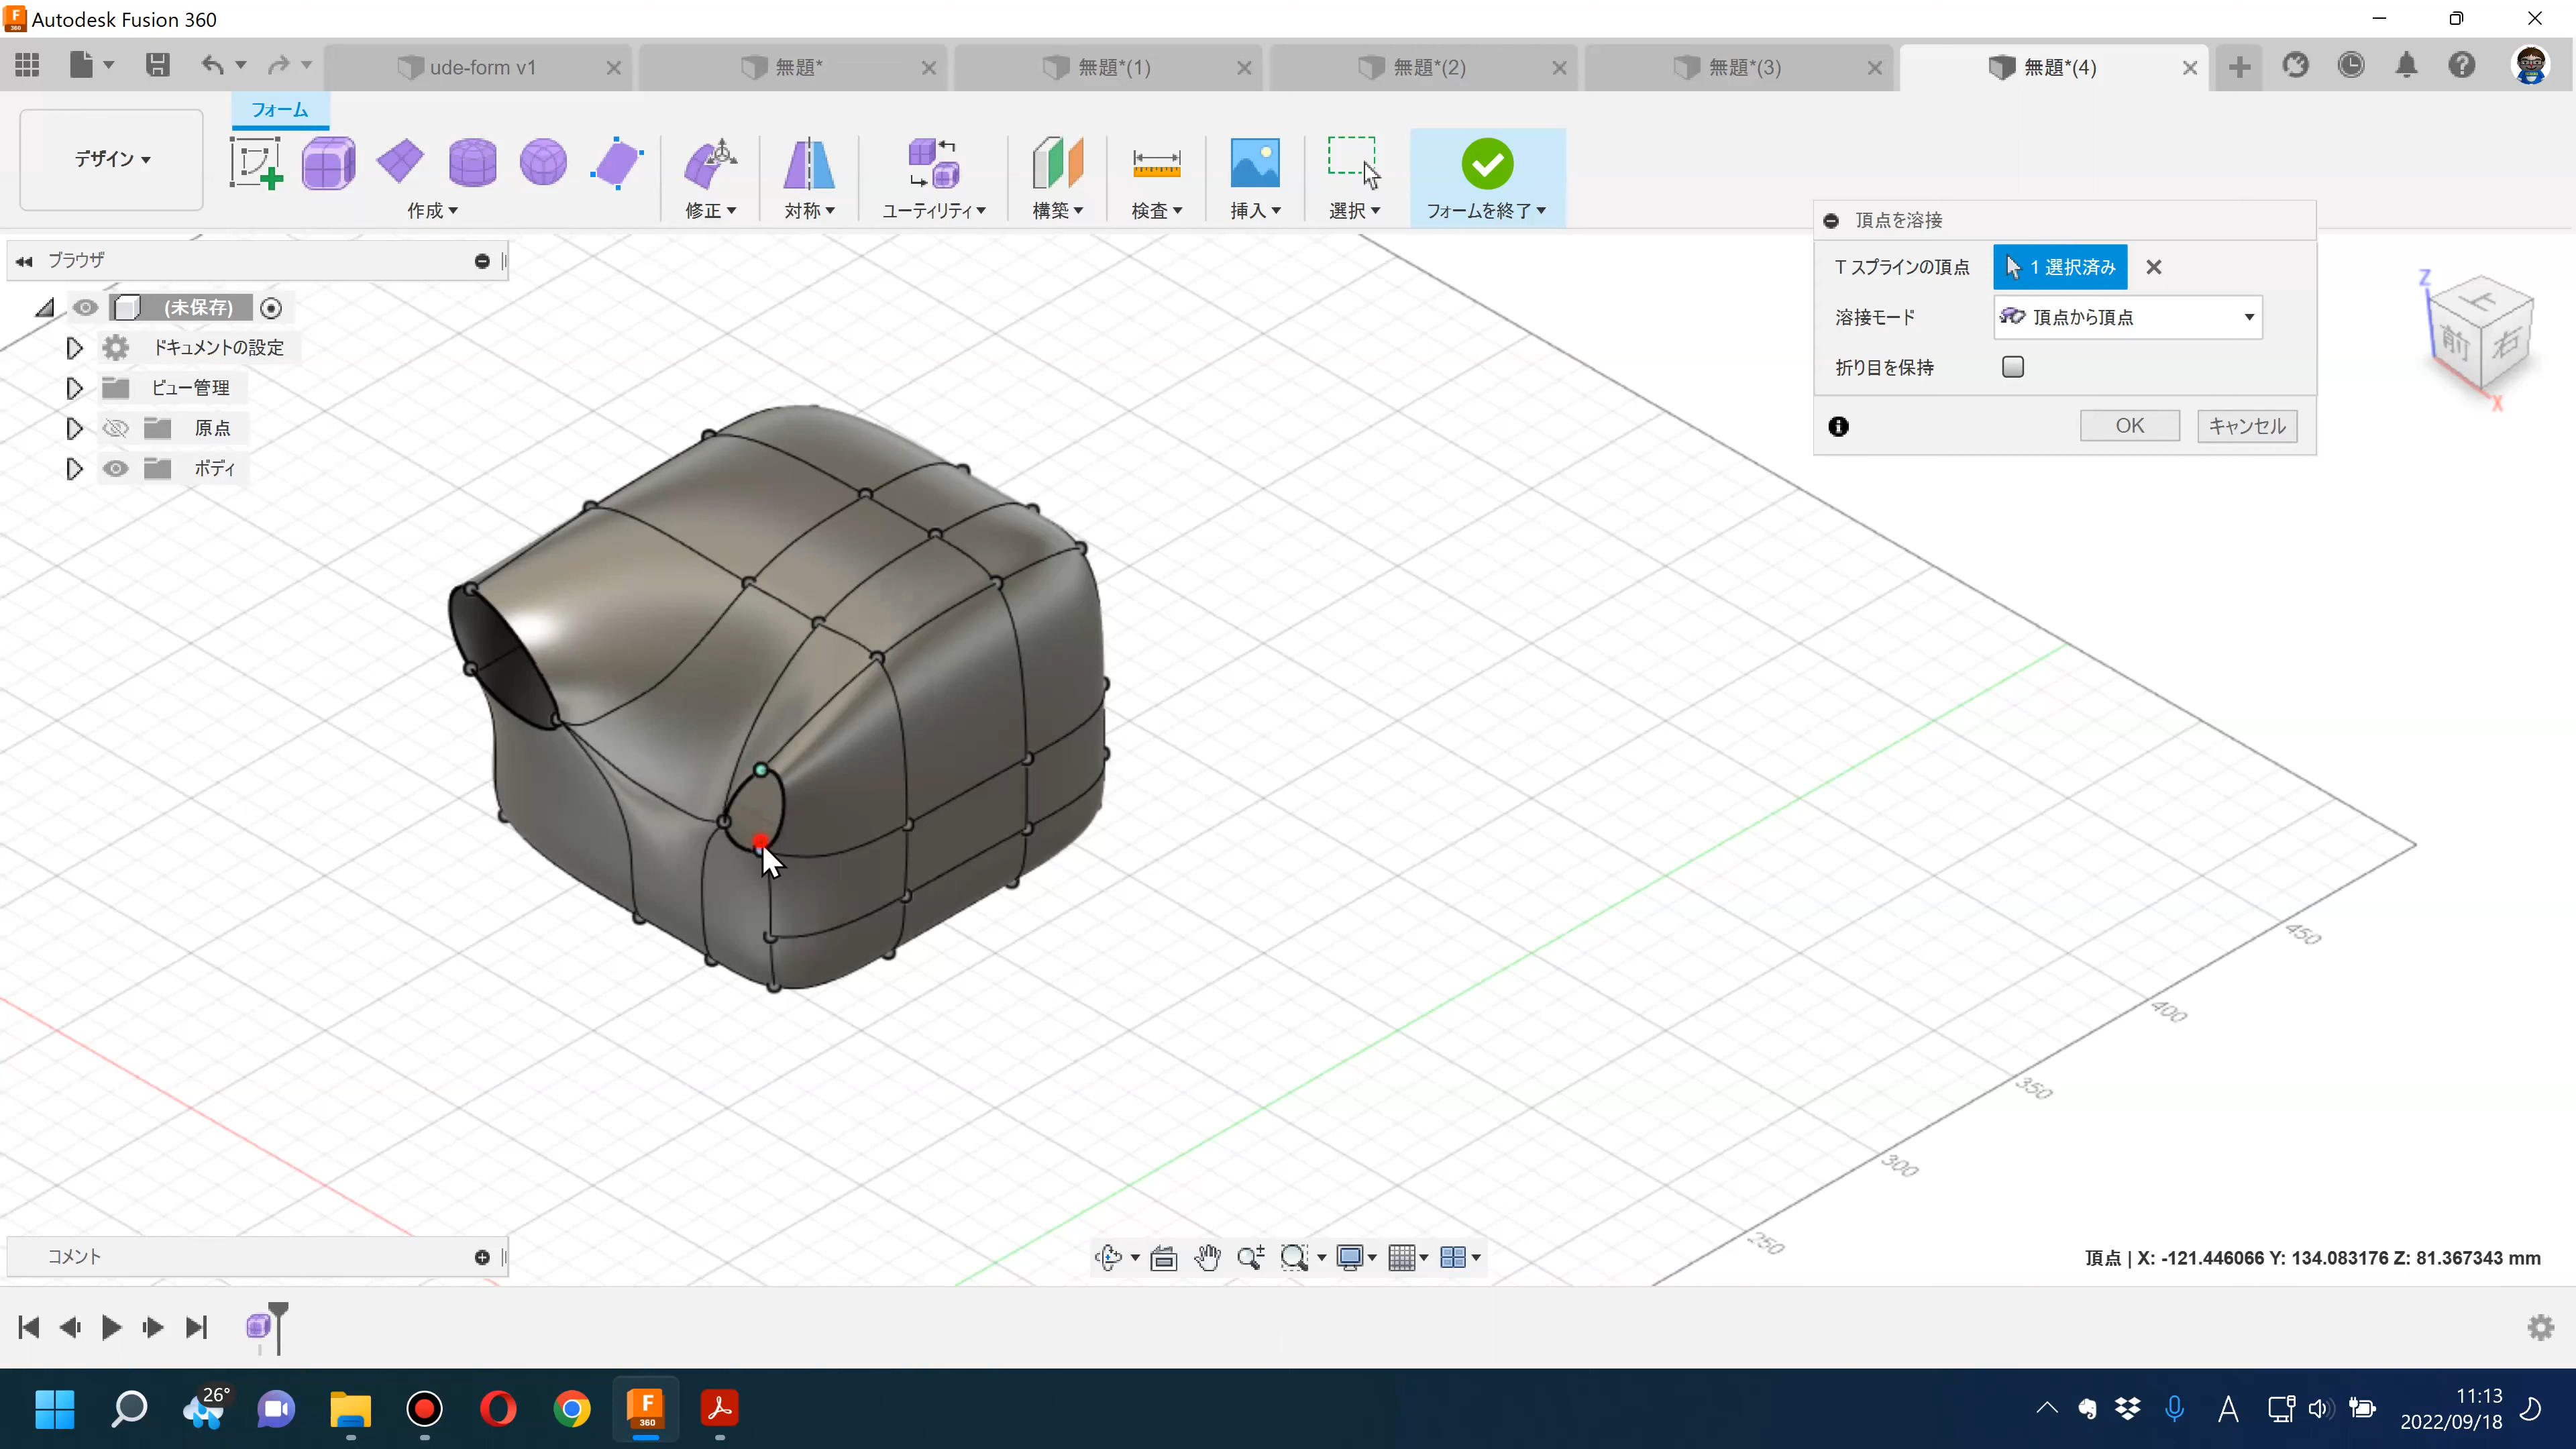 Autodesk Fusion 360
ude-form v1
無題*
無題*(1)
無題*(2)
無題*(3)
無題*(4)
フォーム
デザイン
作成
修正
対称
ユーティリティ
構築
検査
挿入
選択
フォームを終了
ブラウザ
(未保存)
ドキュメントの設定
ビュー管理
原点
ボディ
頂点を溶接
T スプラインの頂点
1 選択済み
溶接モード
頂点から頂点
折り目を保持
OK
キャンセル
Z
上
前
右
X
450
400
350
300
250
コメント
頂点 | X: -121.446066 Y: 134.083176 Z: 81.367343 mm
26°
F
360
A
11:13
2022/09/18